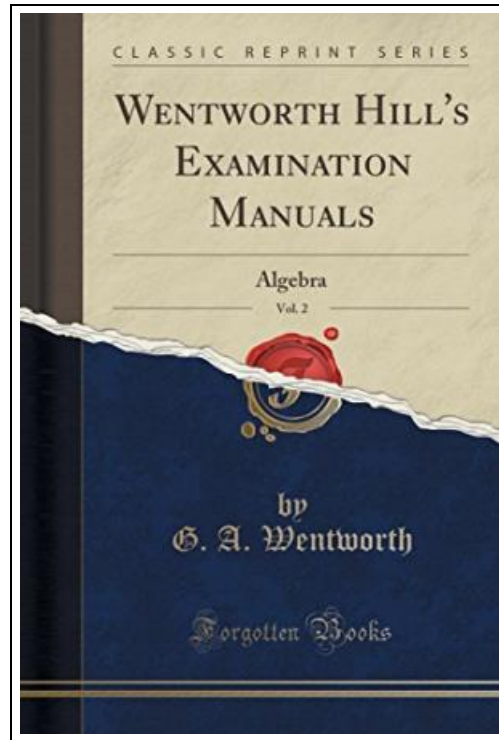 CLASSIC REPRINT SERIES
WENTWORTH HILL'S
EXAMINATION
MANUALS
Algebra
Vol. 2
by
G. A. Wentworth
Forgotten Books